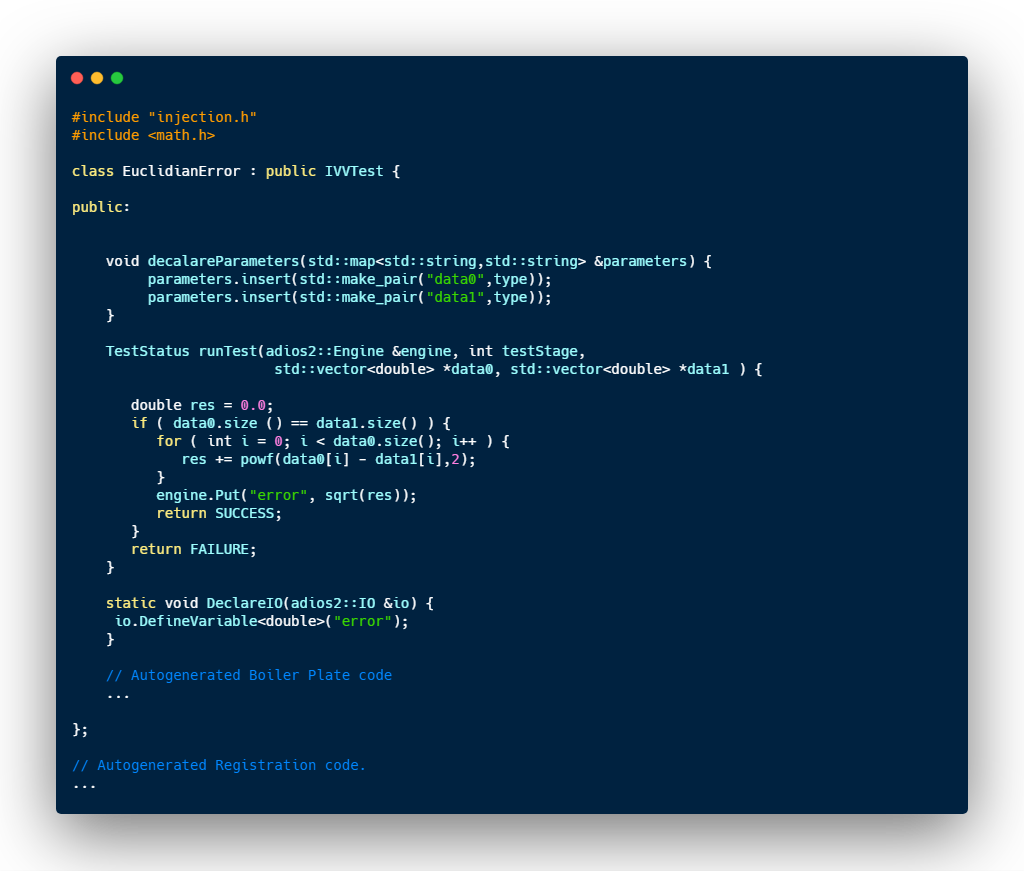 #include "injection.h"
#include <math.h>
class EuclidianError : public IVVTest {
public:
void decalareParameters(std::map<std::string,std::string> &parameters) {
parameters.insert(std::make_pair("data0",type));
parameters.insert(std::make_pair("data1",type));
}
TestStatus runTest(adios2::Engine &engine, int testStage,
std::vector<double> *data0, std::vector<double> *data1 ) {
double res = 0.0;
if ( data0.size () == data1.size() ) {
for ( int i = 0; i < data0.size(); i++ ) {
res += powf(data0[i] - data1[i],2);
}
engine.Put("error", sqrt(res));
return SUCCESS;
}
return FAILURE;
}
static void DeclareIO(adios2::IO &io) {
io.DefineVariable<double>("error");
}
// Autogenerated Boiler Plate code
...
};
// Autogenerated Registration code.
...